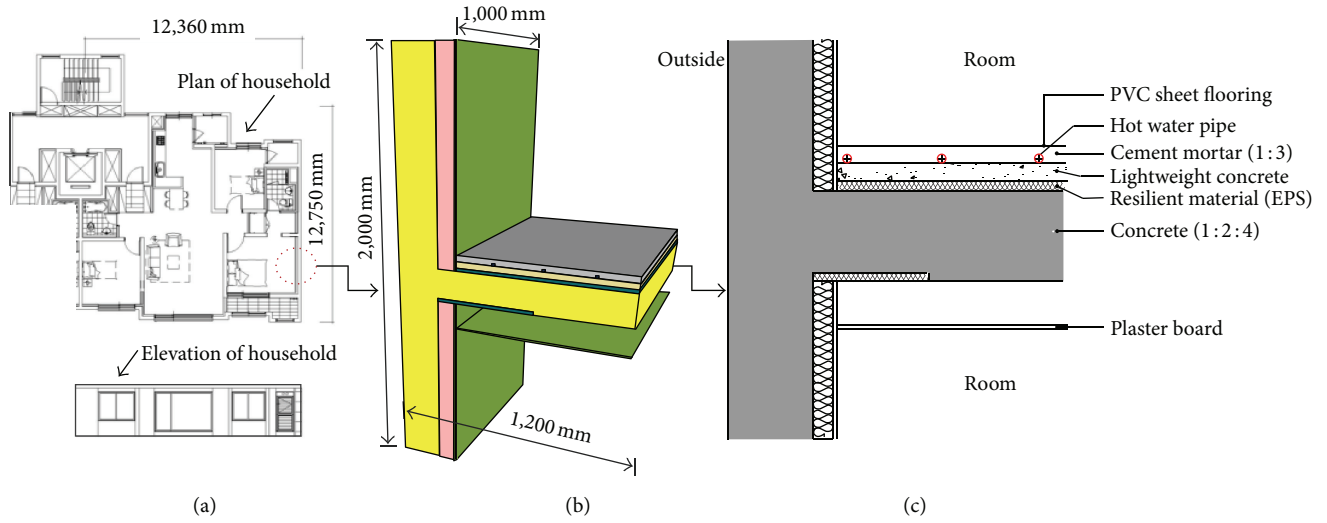 12,360 mm
Plan of household
12,750 mm
Elevation of household
(a)
1,000 mm
2,000 mm
1,200 mm
(b)
Outside
Room
PVC sheet flooring
Hot water pipe
Cement mortar (1 : 3)
Lightweight concrete
Resilient material (EPS)
Concrete (1 : 2 : 4)
Plaster board
Room
(c)